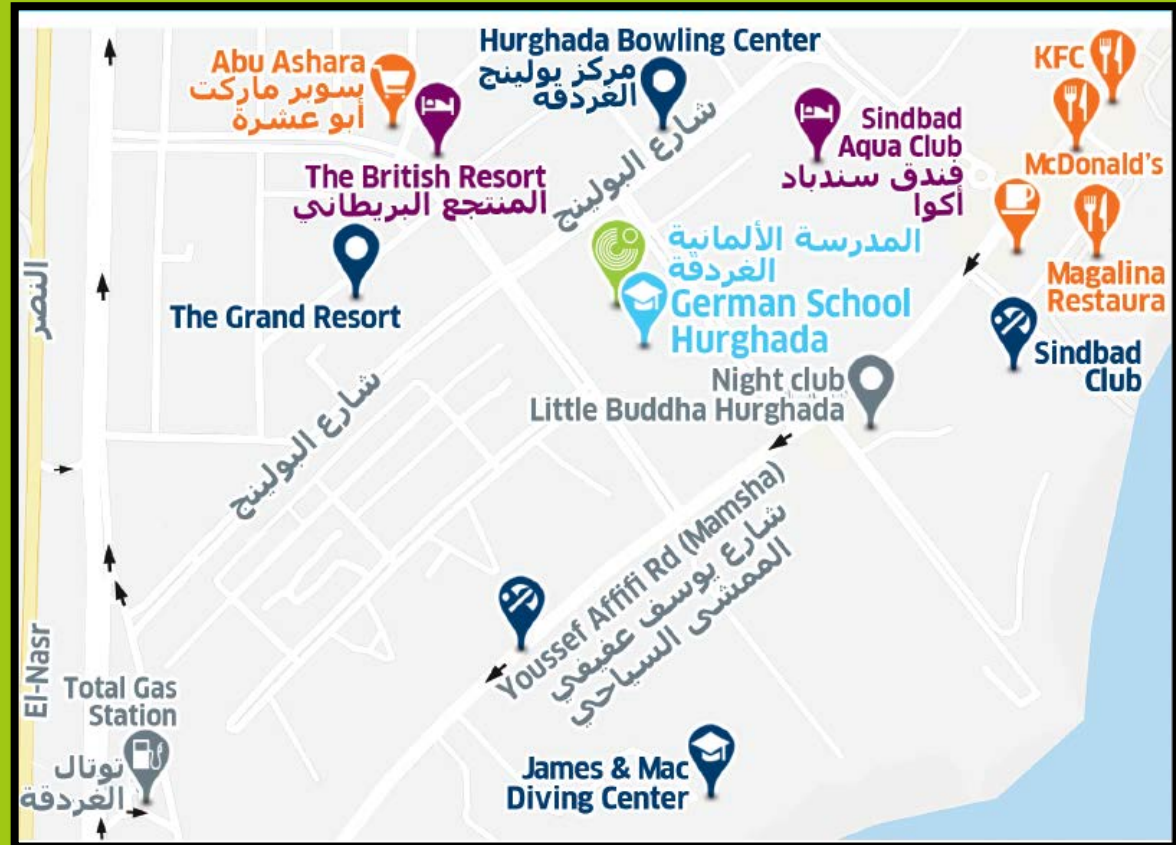 Hurghada Bowling Center
مركز بولينج
الغردقه
Abu Ashara
سوبر ماركت
أبو عشرة
KFC
McDonald's
Sindbad
Aqua Club
فندق سندباد
أكوا
The British Resort
المنتجع البريطاني
شارع البولينج
المدرسة الألمانية
الغردقة
German School
Hurghada
The Grand Resort
Magalina
Restaura
Sindbad
Club
النصر
Night club
Little Buddha Hurghada
شارع البولينج
Youssef Affifi Rd (Mamsha)
شارع يوسف عفيفي
الممشى السياحي
El-Nasr
Total Gas
Station
توتال
الغردقة
James & Mac
Diving Center